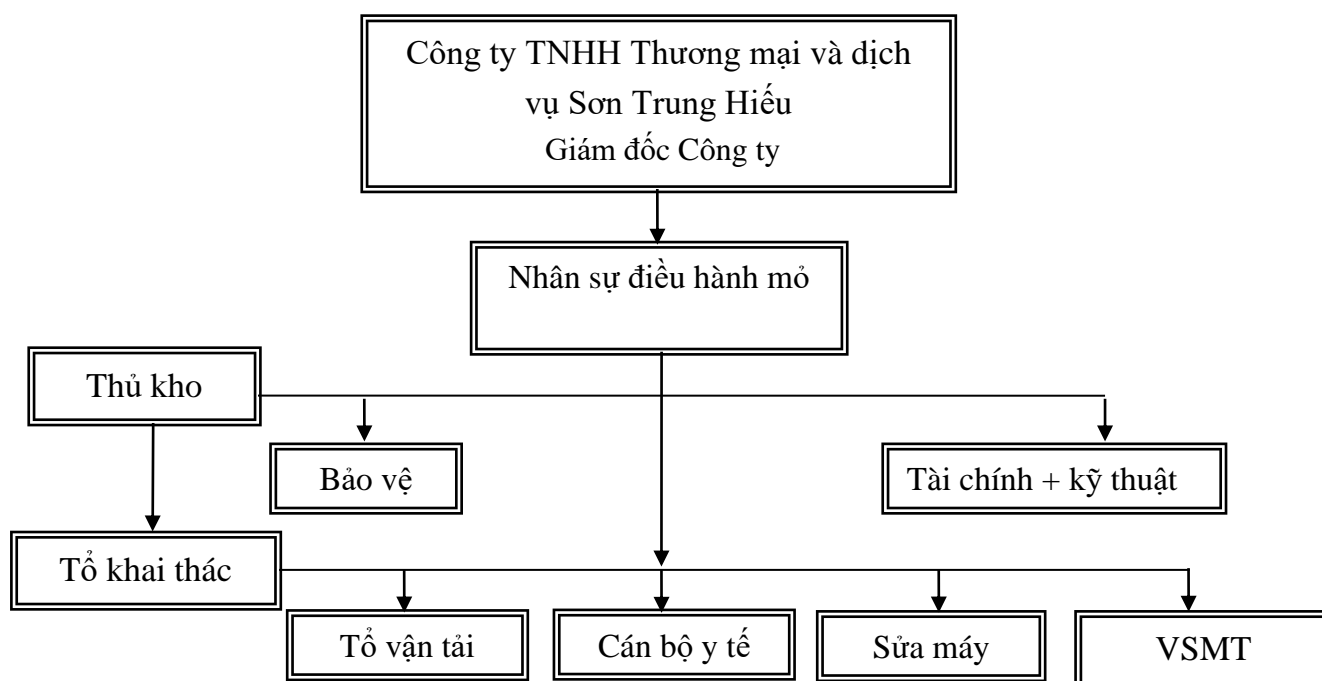 Công ty TNHH Thương mại và dịch
vụ Sơn Trung Hiếu
Giám đốc Công ty
Nhân sự điều hành mỏ
Thủ kho
Bảo vệ
Tài chính + kỹ thuật
Tổ khai thác
Tổ vận tải
Cán bộ y tế
Sửa máy
VSMT